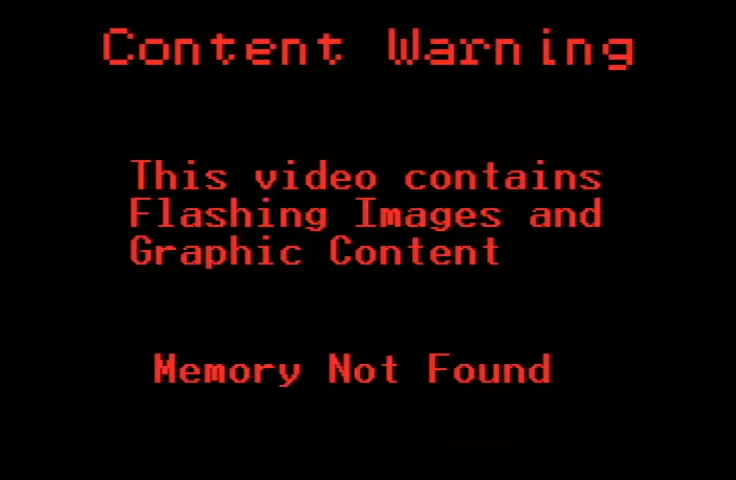 Content Warning
This video contains
Flashing Images and
Graphic Content
Memory Not Found